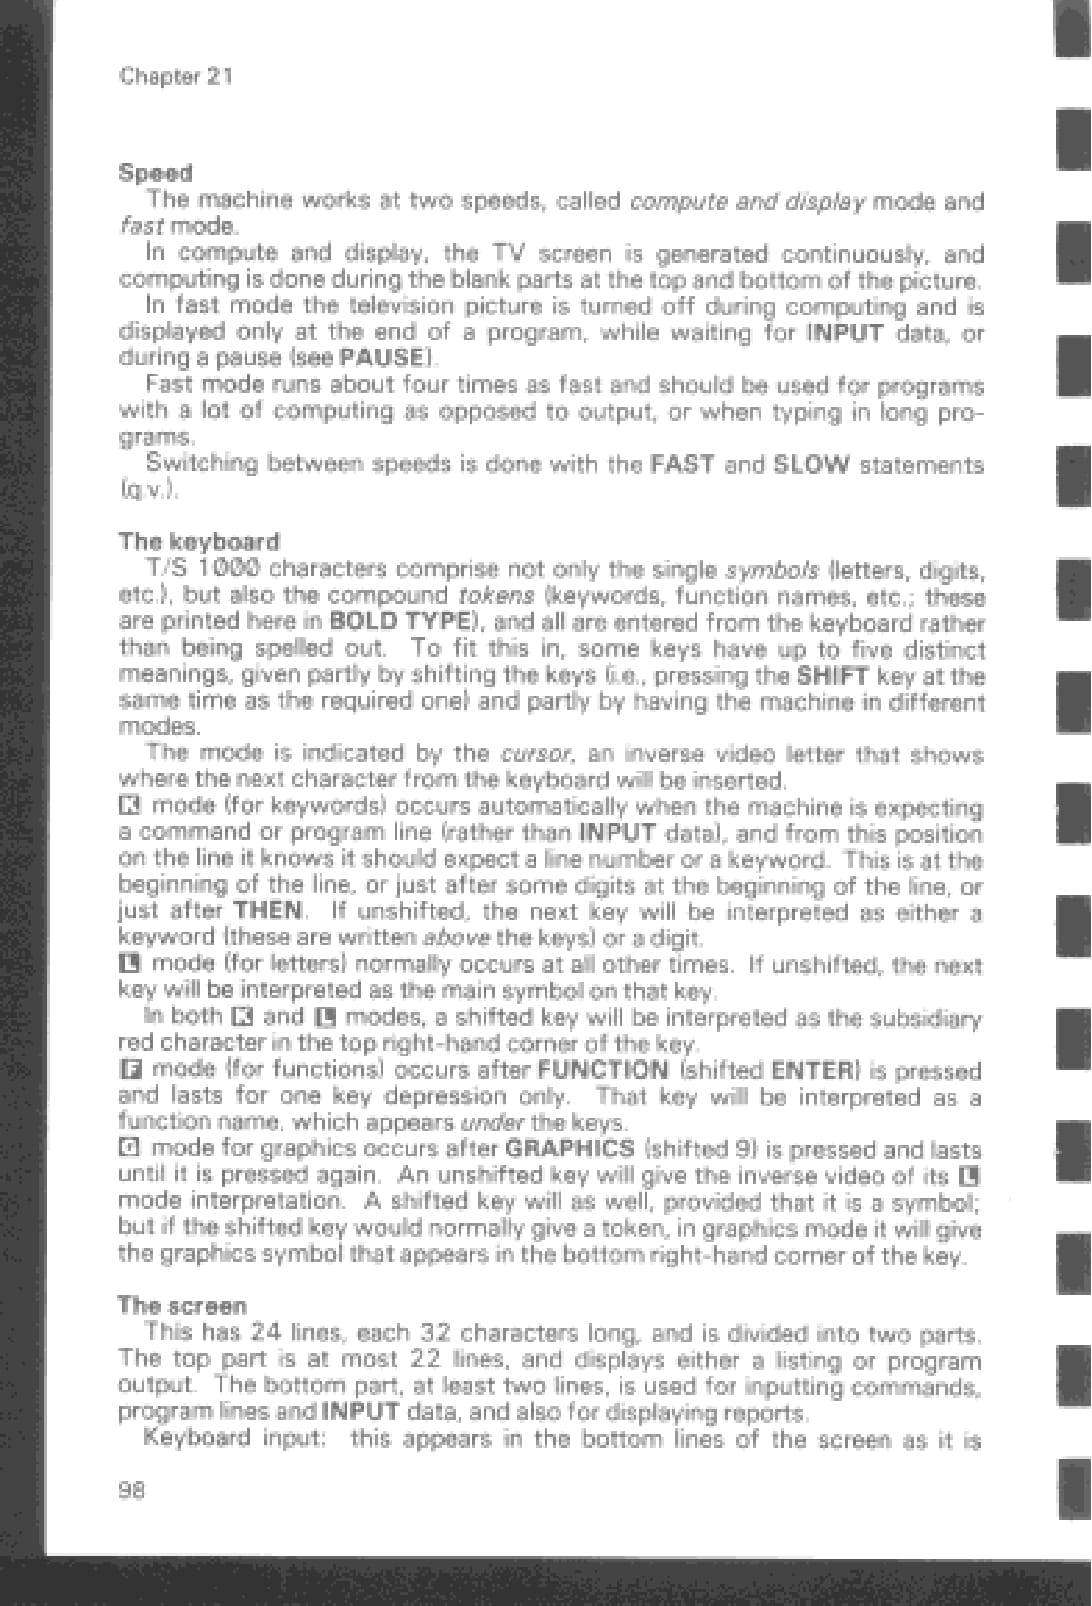 Chapter 21
Speed
The machine works at two speeds, called compute and display mode and
fast mode.
In compute and display, the TV screen is generated continuously, and
computing is done during the blank parts at the top and bottom of the picture.
In fast mode the television picture is turned off during computing and is
displayed only at the end of a program, while waiting for INPUT data, or
during a pause (see PAUSE).
Fast mode runs about four times as fast and should be used for programs
with a lot of computing as opposed to output, or when typing in long pro-
grams.
Switching between speeds is done with the FAST and SLOW statements
(q.v.).
The keyboard
T/S 1000 characters comprise not only the single symbols (letters, digits,
etc.), but also the compound tokens (keywords, function names, etc.; these
are printed here in BOLD TYPE), and all are entered from the keyboard rather
than being spelled out. To fit this in, some keys have up to five distinct
meanings, given partly by shifting the keys (i.e., pressing the SHIFT key at the
same time as the required one) and partly by having the machine in different
modes.
The mode is indicated by the cursor, an inverse video letter that shows
where the next character from the keyboard will be inserted.
K mode (for keywords) occurs automatically when the machine is expecting
a command or program line (rather than INPUT data), and from this position
on the line it knows it should expect a line number or a keyword. This is at the
beginning of the line, or just after some digits at the beginning of the line, or
just after THEN. If unshifted, the next key will be interpreted as either a
keyword (these are written above the keys) or a digit.
L mode (for letters) normally occurs at all other times. If unshifted, the next
key will be interpreted as the main symbol on that key.
In both K and L modes, a shifted key will be interpreted as the subsidiary
red character in the top right-hand corner of the key.
F mode (for functions) occurs after FUNCTION (shifted ENTER) is pressed
and lasts for one key depression only. That key will be interpreted as a
function name, which appears under the keys.
G mode for graphics occurs after GRAPHICS (shifted 9) is pressed and lasts
until it is pressed again. An unshifted key will give the inverse video of its L
mode interpretation. A shifted key will as well, provided that it is a symbol;
but if the shifted key would normally give a token, in graphics mode it will give
the graphics symbol that appears in the bottom right-hand corner of the key.
The screen
This has 24 lines, each 32 characters long, and is divided into two parts.
The top part is at most 22 lines, and displays either a listing or program
output. The bottom part, at least two lines, is used for inputting commands,
program lines and INPUT data, and also for displaying reports.
Keyboard input: this appears in the bottom lines of the screen as it is
98